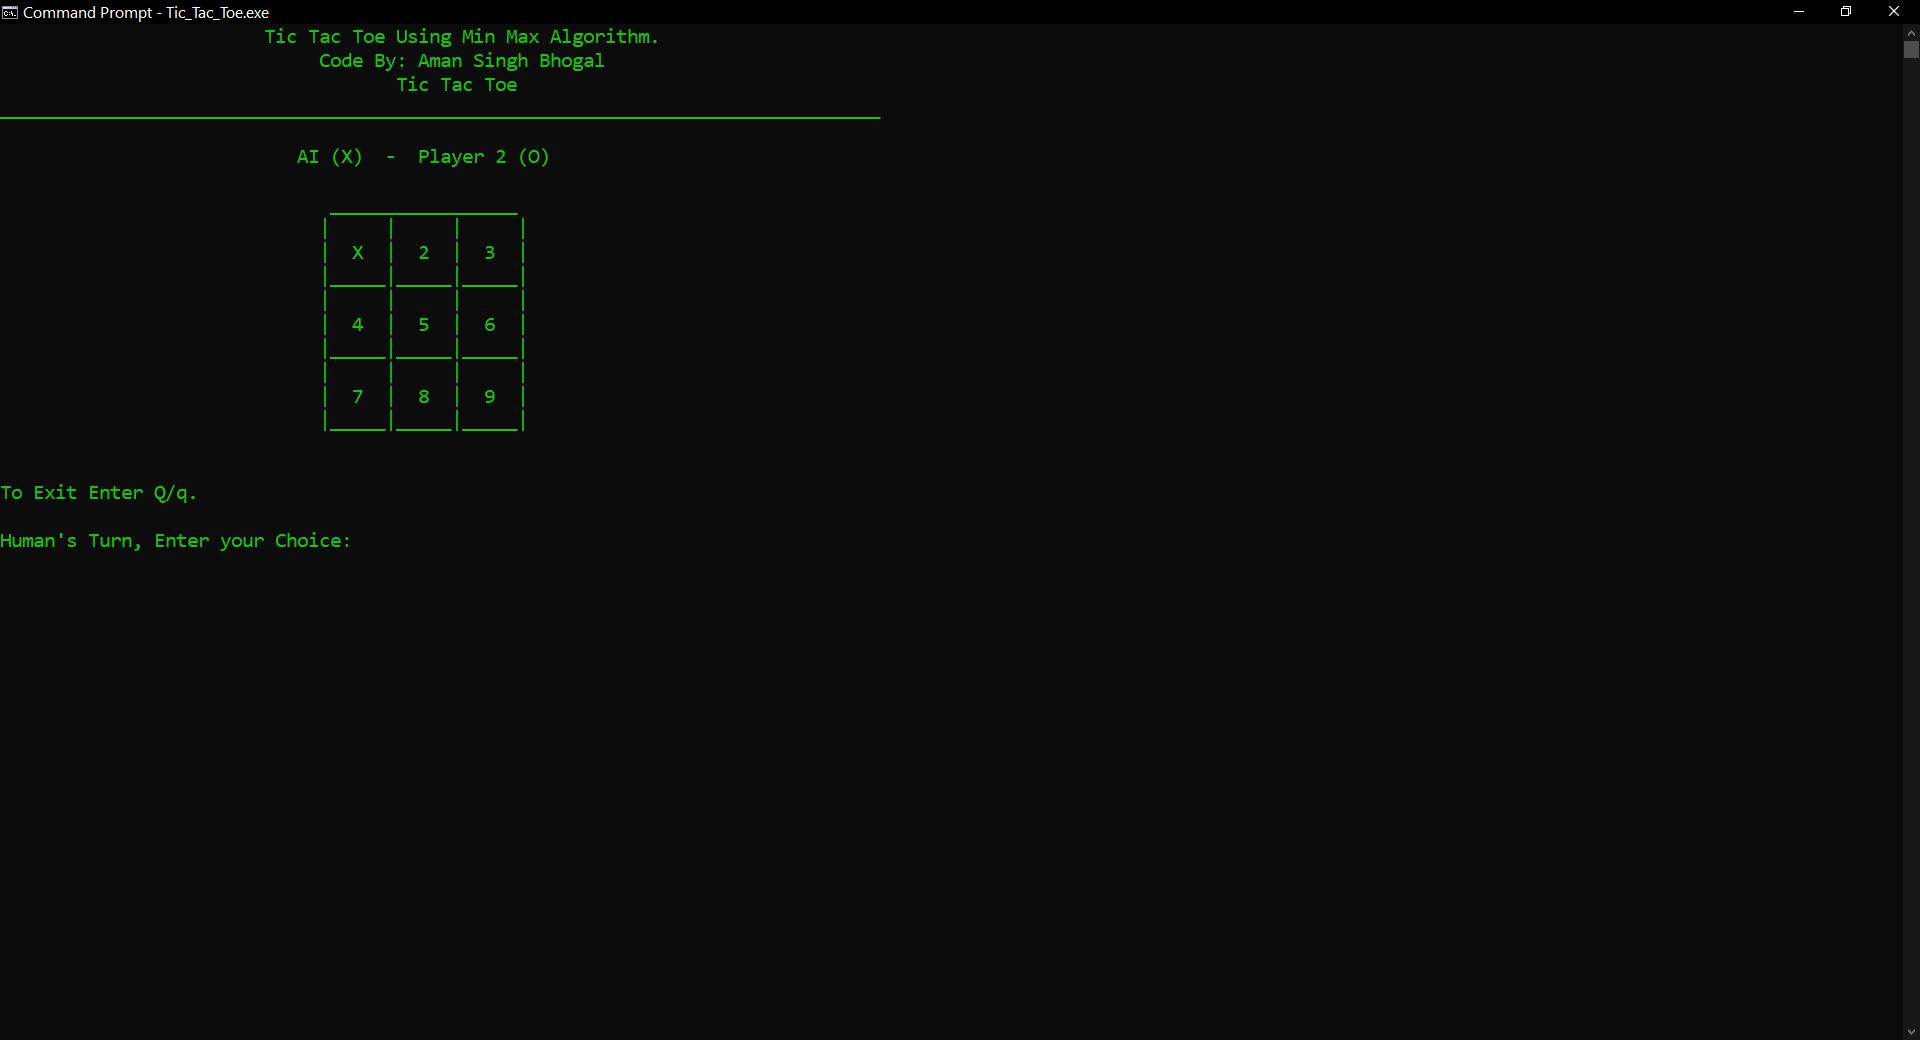 Command Prompt - Tic_Tac_Toe.exe
Tic Tac Toe Using Min Max Algorithm.
Code By: Aman Singh Bhogal
Tic Tac Toe
AI (X) - Player 2 (O)
X 2 3
4 5 6
7 8 9
To Exit Enter Q/q.
Human's Turn, Enter your Choice: